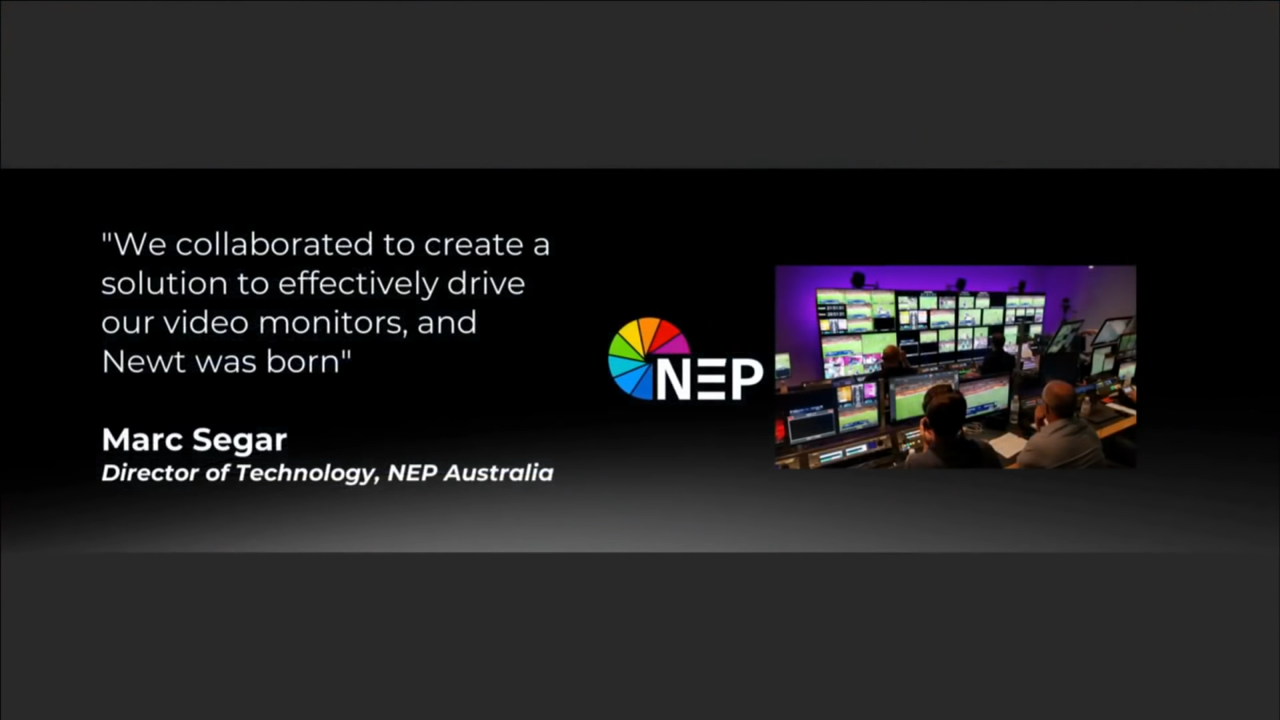 "We collaborated to create a
solution to effectively drive
our video monitors, and
Newt was born"
Marc Segar
Director of Technology, NEP Australia
NEP